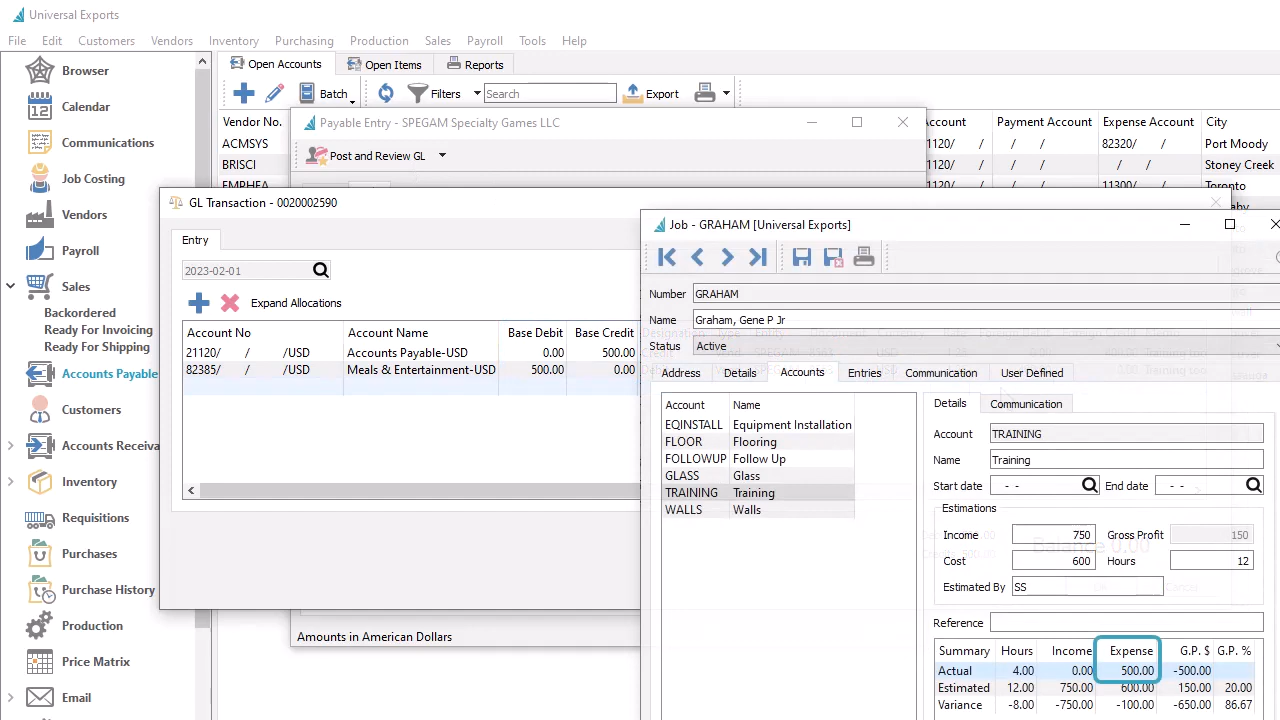 Universal Exports
File Edit Customers Vendors Inventory Purchasing Production Sales Payroll Tools Help
Browser
Calendar
12
Communications
Job Costing
Vendors
Payroll
Sales
Backordered
Ready For Invoicing
Ready For Shipping
Accounts Payable
Customers
Accounts Receiva
Inventory
Requisitions
Purchases
Purchase History
Production
Price Matrix
Email
Open Accounts Open Items Reports
Batch Filters Search Export
Vendor No. Account Payment Account Expense Account City
ACMSYS 1120/ / / / / 82320/ / / Port Moody
BRISCI 1120/ / / / / / / Stoney Creek
EMPHEA 1120/ / / / / 11300/ / / Toronto
Payable Entry - SPEGAM Specialty Games LLC
Post and Review GL
Amounts in American Dollars
GL Transaction - 0020002590
Entry
2023-02-01
Expand Allocations
Account No Account Name Base Debit Base Credit
21120/ / /USD Accounts Payable-USD 0.00 500.00
82385/ / /USD Meals & Entertainment-USD 500.00 0.00
Job - GRAHAM [Universal Exports]
Number GRAHAM
Name Graham, Gene P Jr
Status Active
Address Details Accounts Entries Communication User Defined
Account Name
EQINSTALL Equipment Installation
FLOOR Flooring
FOLLOWUP Follow Up
GLASS Glass
TRAINING Training
WALLS Walls
Details Communication
Account TRAINING
Name Training
Start date - - End date - -
Estimations
Income 750 Gross Profit 150
Cost 600 Hours 12
Balance 0.00
Estimated By SS
Reference
Summary Hours Income Expense G.P. $ G.P. %
Actual 4.00 0.00 500.00 -500.00
Estimated 12.00 750.00 600.00 150.00 20.00
Variance -8.00 -750.00 -100.00 -650.00 86.67